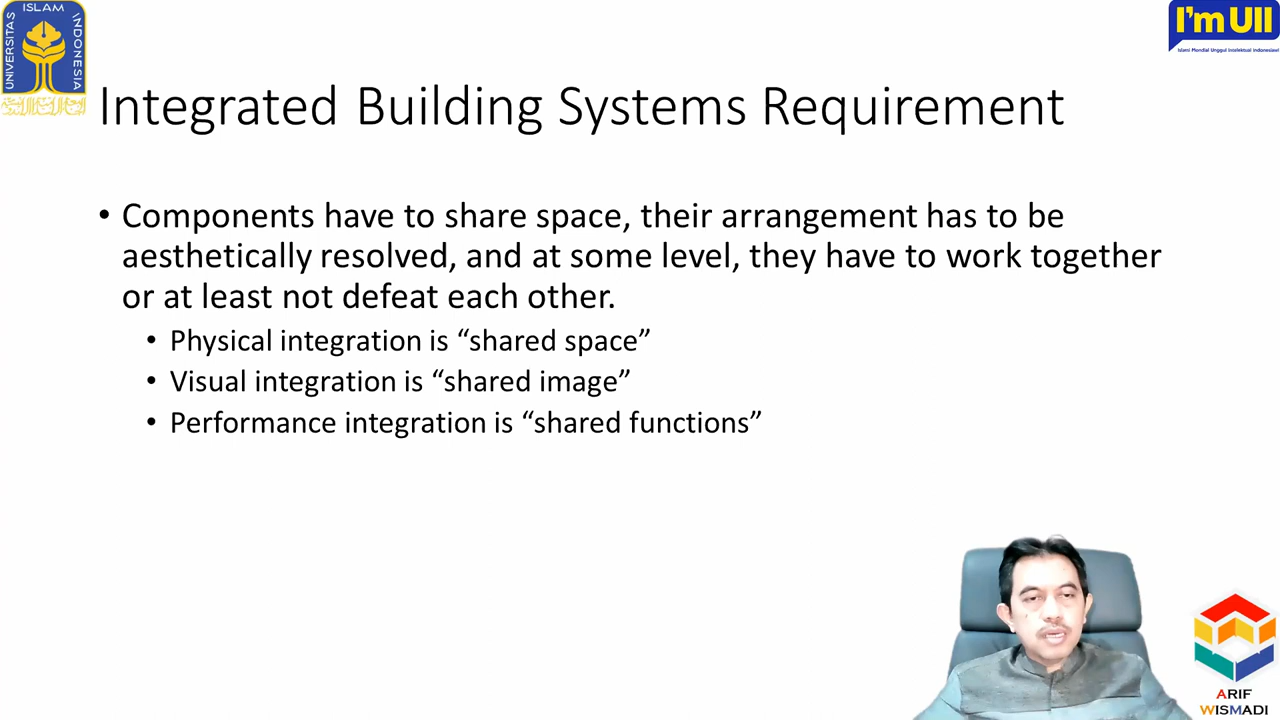 UNIVERSITAS ISLAM INDONESIA
I'm UII
Islami Mondial Unggul Intelektual Indonesiawi
Integrated Building Systems Requirement
• Components have to share space, their arrangement has to be
aesthetically resolved, and at some level, they have to work together
or at least not defeat each other.
• Physical integration is “shared space”
• Visual integration is “shared image”
• Performance integration is “shared functions”
ARIF
WISMADI